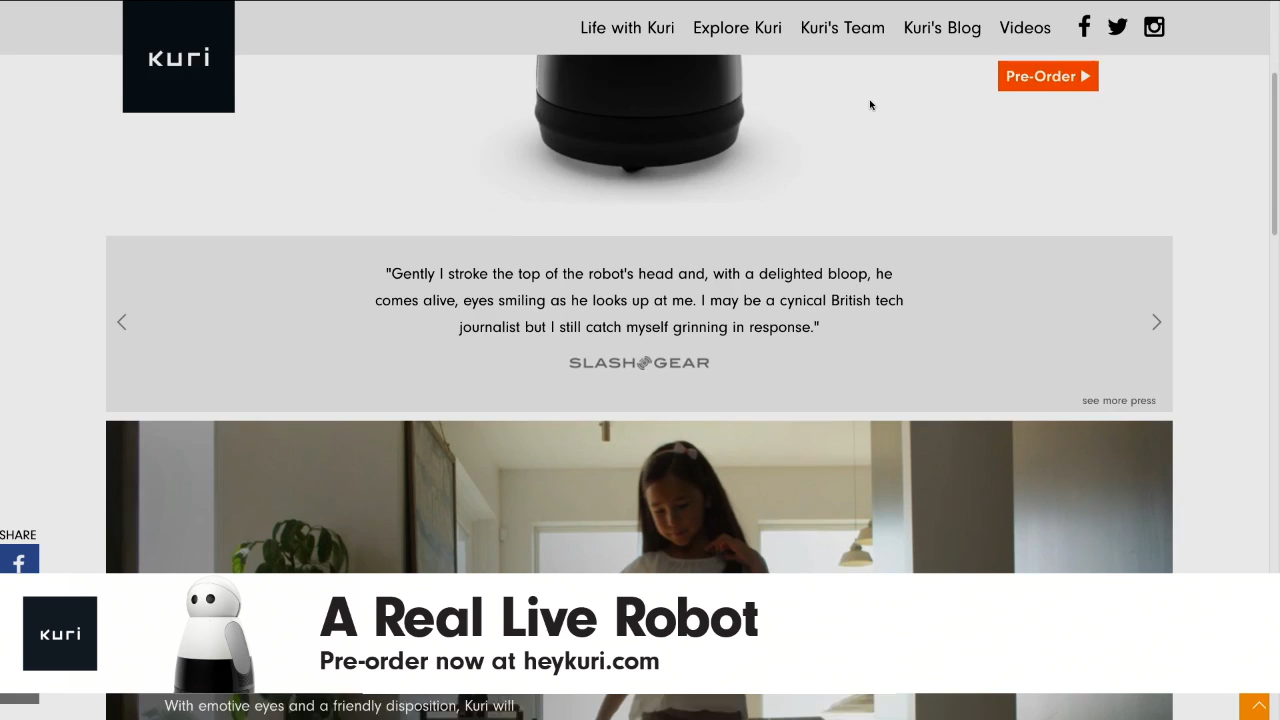 Life with Kuri Explore Kuri Kuri's Team Kuri's Blog Videos
kuri
Pre-Order
"Gently I stroke the top of the robot's head and, with a delighted bloop, he
comes alive, eyes smiling as he looks up at me. I may be a cynical British tech
journalist but I still catch myself grinning in response."
SLASHGEAR
see more press
SHARE
kuri
A Real Live Robot
Pre-order now at heykuri.com
With emotive eyes and a friendly disposition, Kuri will